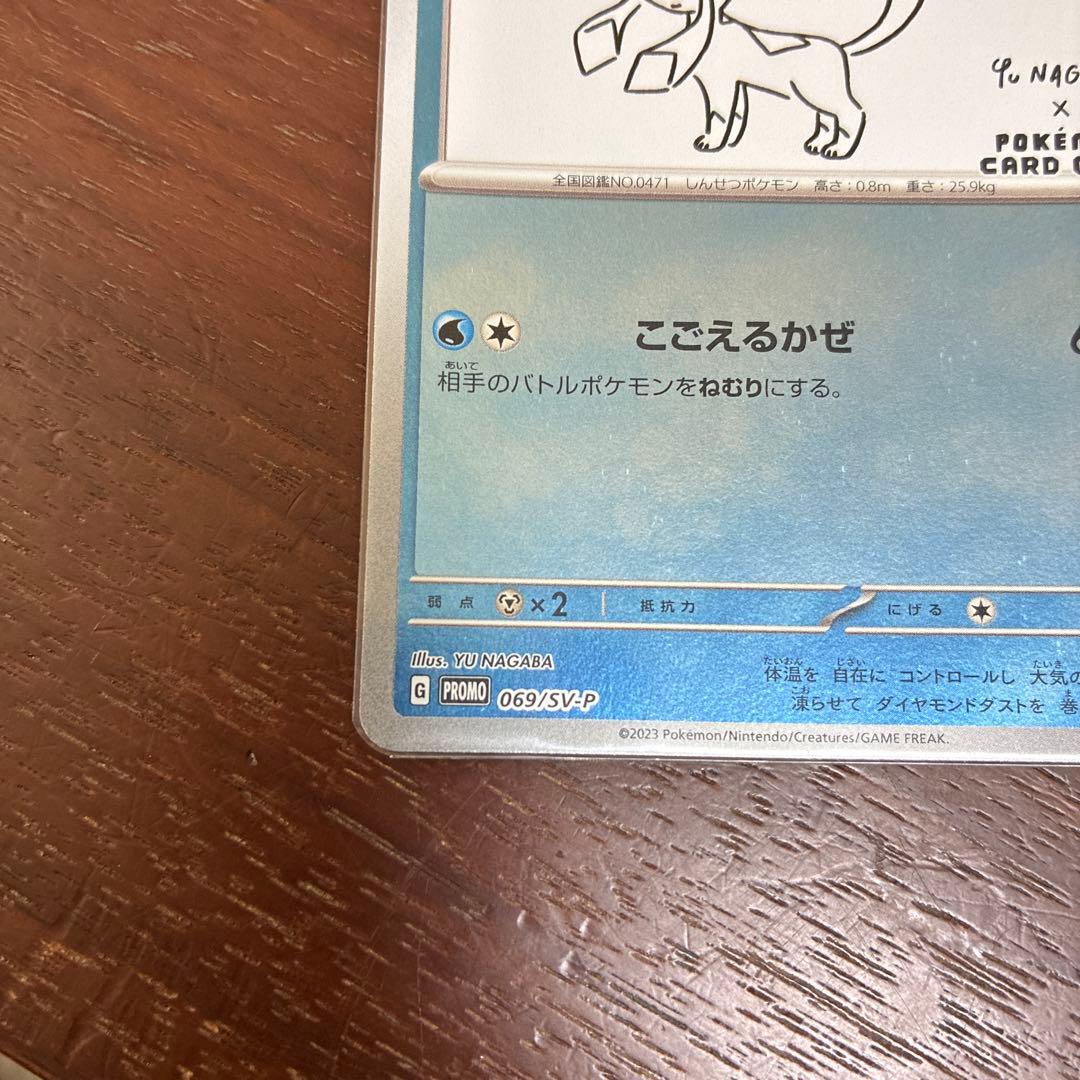 Yu NAG
×
POKÉM
CARD G
全国図鑑NO.0471 しんせつポケモン 高さ:0.8m 重さ:25.9kg
こごえるかぜ
あいて
相手のバトルポケモンをねむりにする。
弱点 ×2 抵抗力 にげる
Illus. YU NAGABA
たいおん じざい たいき
体温を 自在に コントロールし 大気の
G PROMO 069/SV-P
こお
凍らせて ダイヤモンドダストを 巻
©2023 Pokémon/Nintendo/Creatures/GAME FREAK.